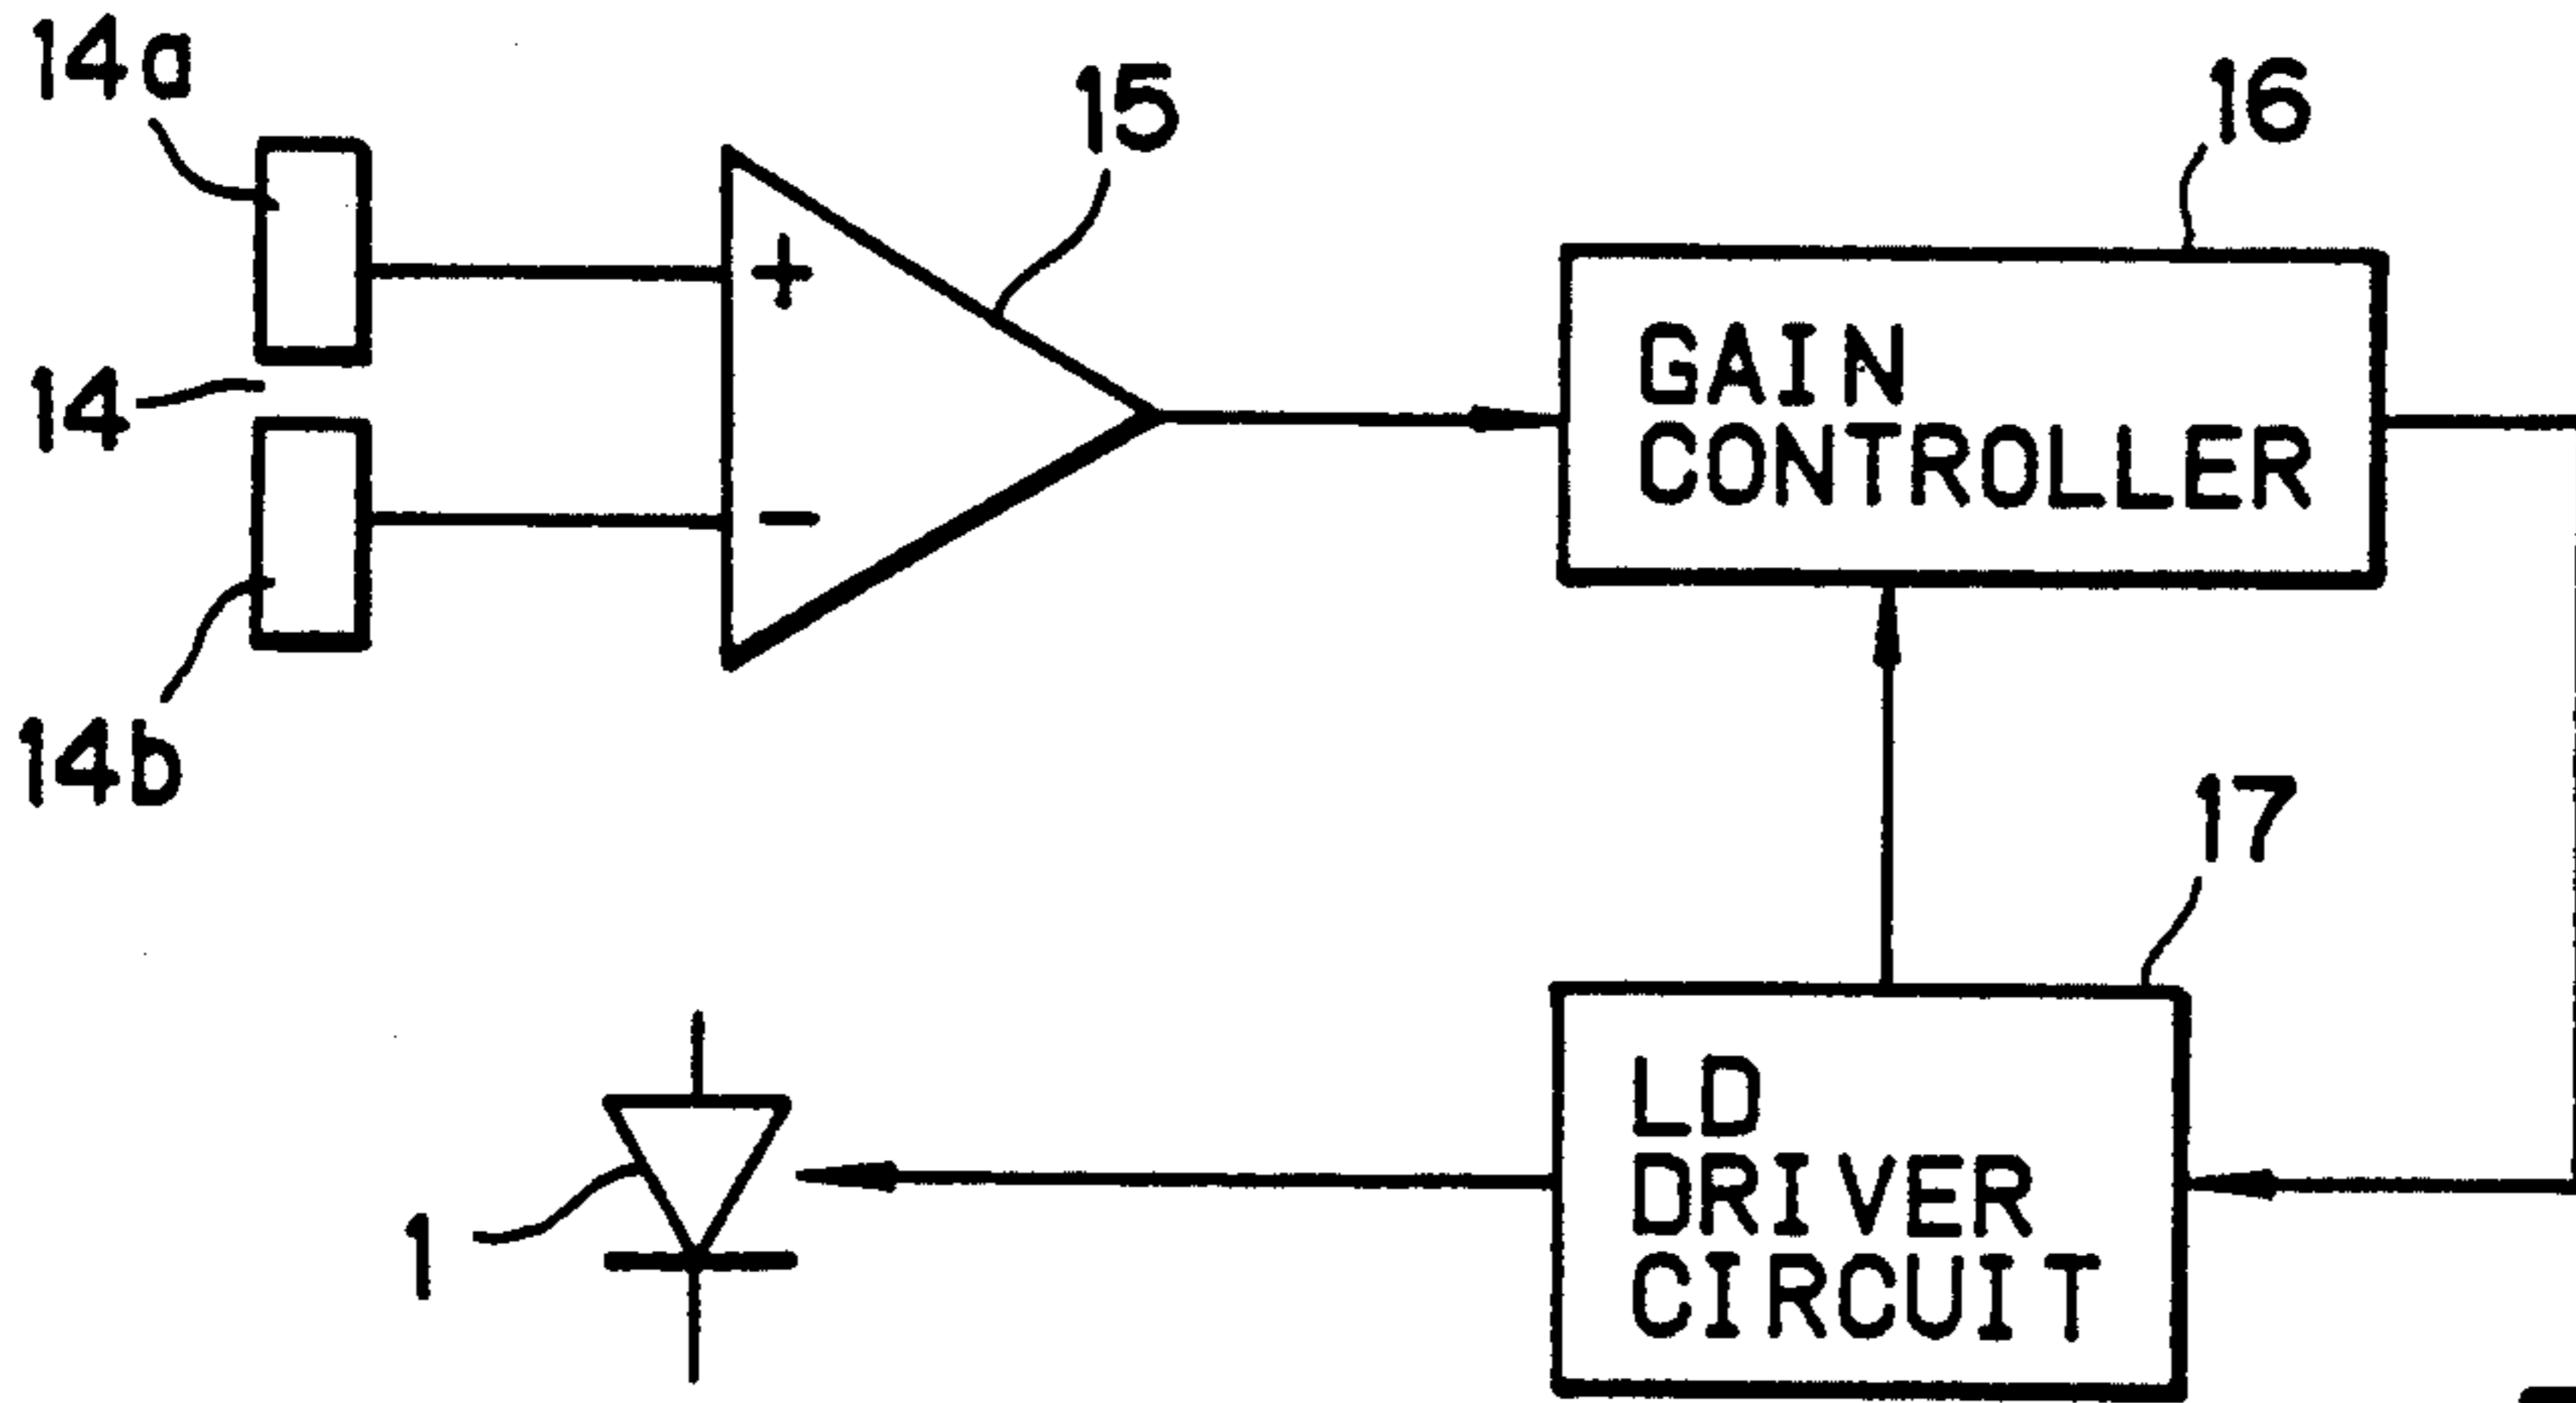 14a
15
16
+
GAIN
CONTROLLER
14
-
14b
17
LD
DRIVER
CIRCUIT
1